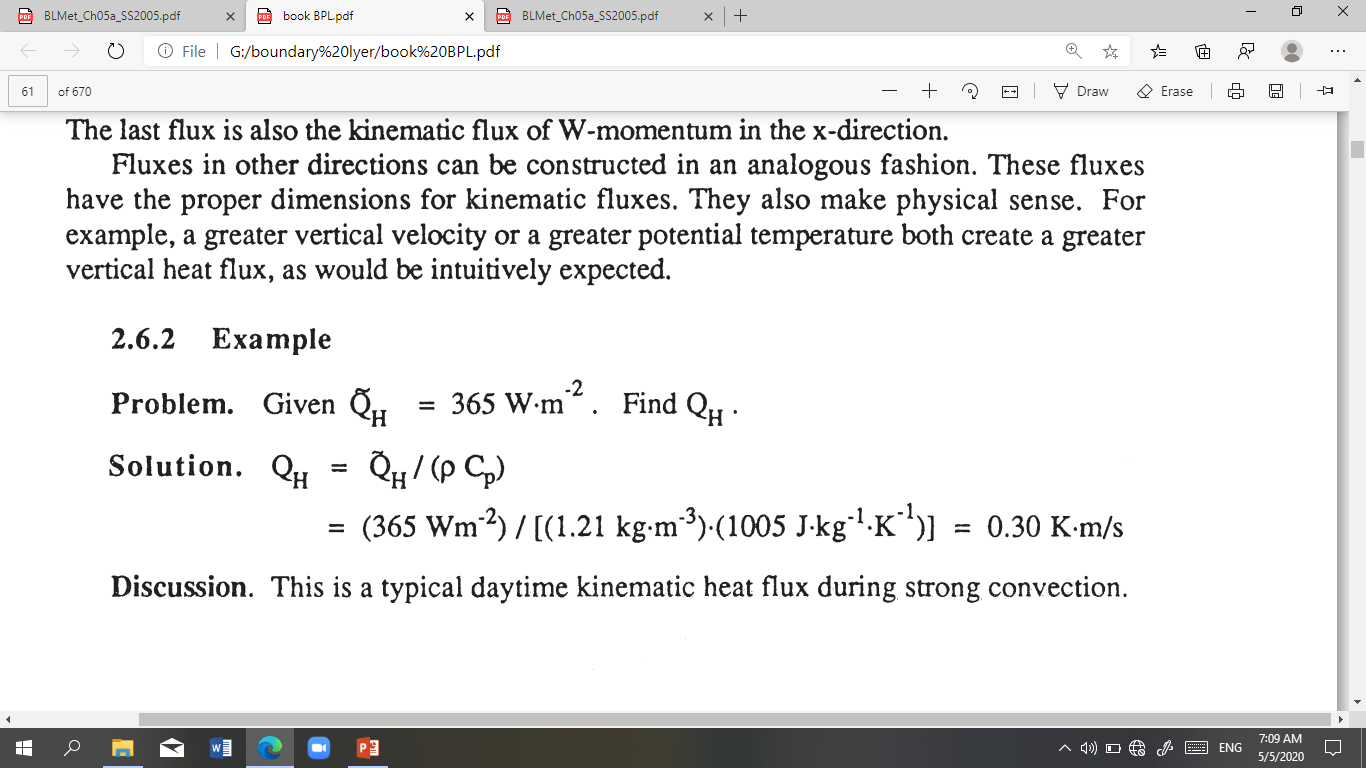 BLMet_Ch05a_SS2005.pdf
book BPL.pdf
BLMet_Ch05a_SS2005.pdf
File
G:/boundary%20lyer/book%20BPL.pdf
61 of 670
Draw
Erase
The last flux is also the kinematic flux of W-momentum in the x-direction.
Fluxes in other directions can be constructed in an analogous fashion. These fluxes
have the proper dimensions for kinematic fluxes. They also make physical sense. For
example, a greater vertical velocity or a greater potential temperature both create a greater
vertical heat flux, as would be intuitively expected.
2.6.2 Example
Problem. Given Q̃_H = 365 W·m⁻². Find Q_H.
Solution. Q_H = Q̃_H / (ρ C_p)
= (365 Wm⁻²) / [(1.21 kg·m⁻³)·(1005 J·kg⁻¹·K⁻¹)] = 0.30 K·m/s
Discussion. This is a typical daytime kinematic heat flux during strong convection.
ENG
7:09 AM
5/5/2020